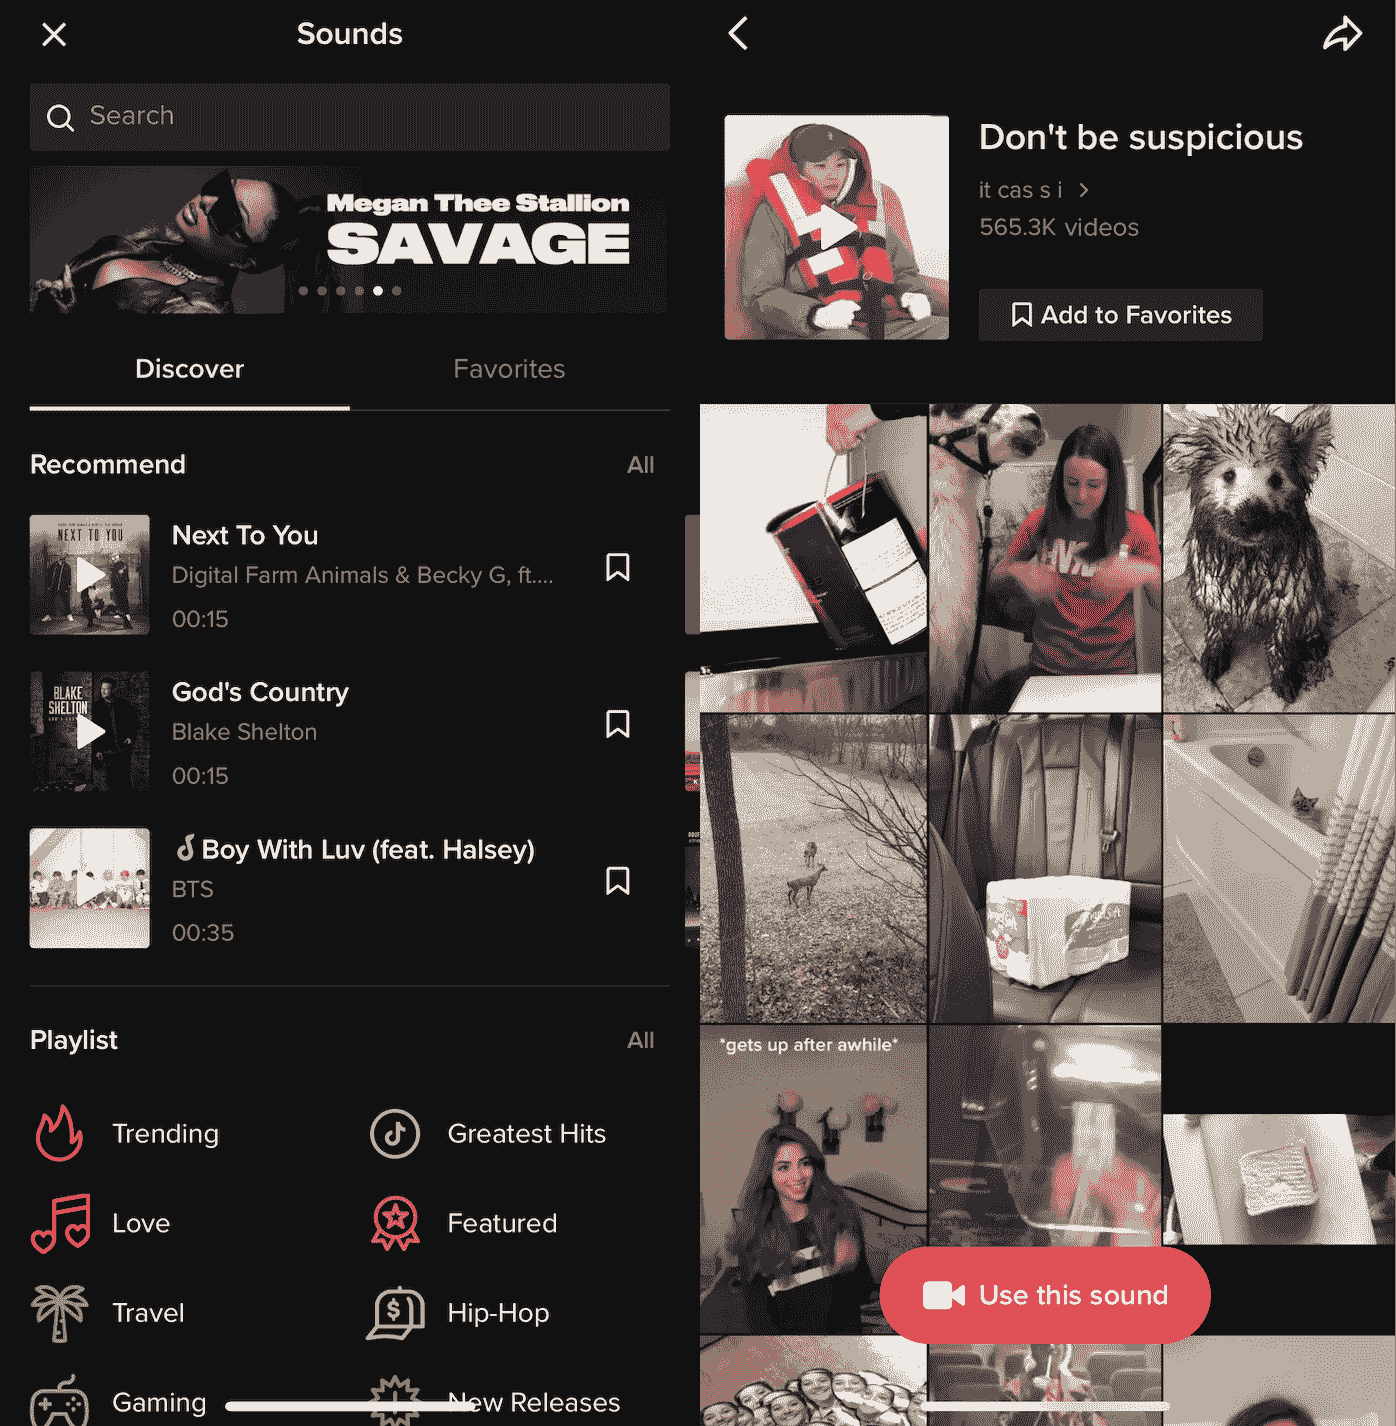 Sounds
Search
Megan Thee Stallion
SAVAGE
Discover
Favorites
Recommend
All
NEXT TO YOU
Next To You
Digital Farm Animals & Becky G, ft....
00:15
BLAKE
SHELTON
God's Country
Blake Shelton
00:15
Boy With Luv (feat. Halsey)
BTS
00:35
Playlist
All
Trending
Greatest Hits
Love
Featured
Travel
Hip-Hop
Gaming
New Releases
Don't be suspicious
it cas s i >
565.3K videos
Add to Favorites
*gets up after awhile*
Use this sound